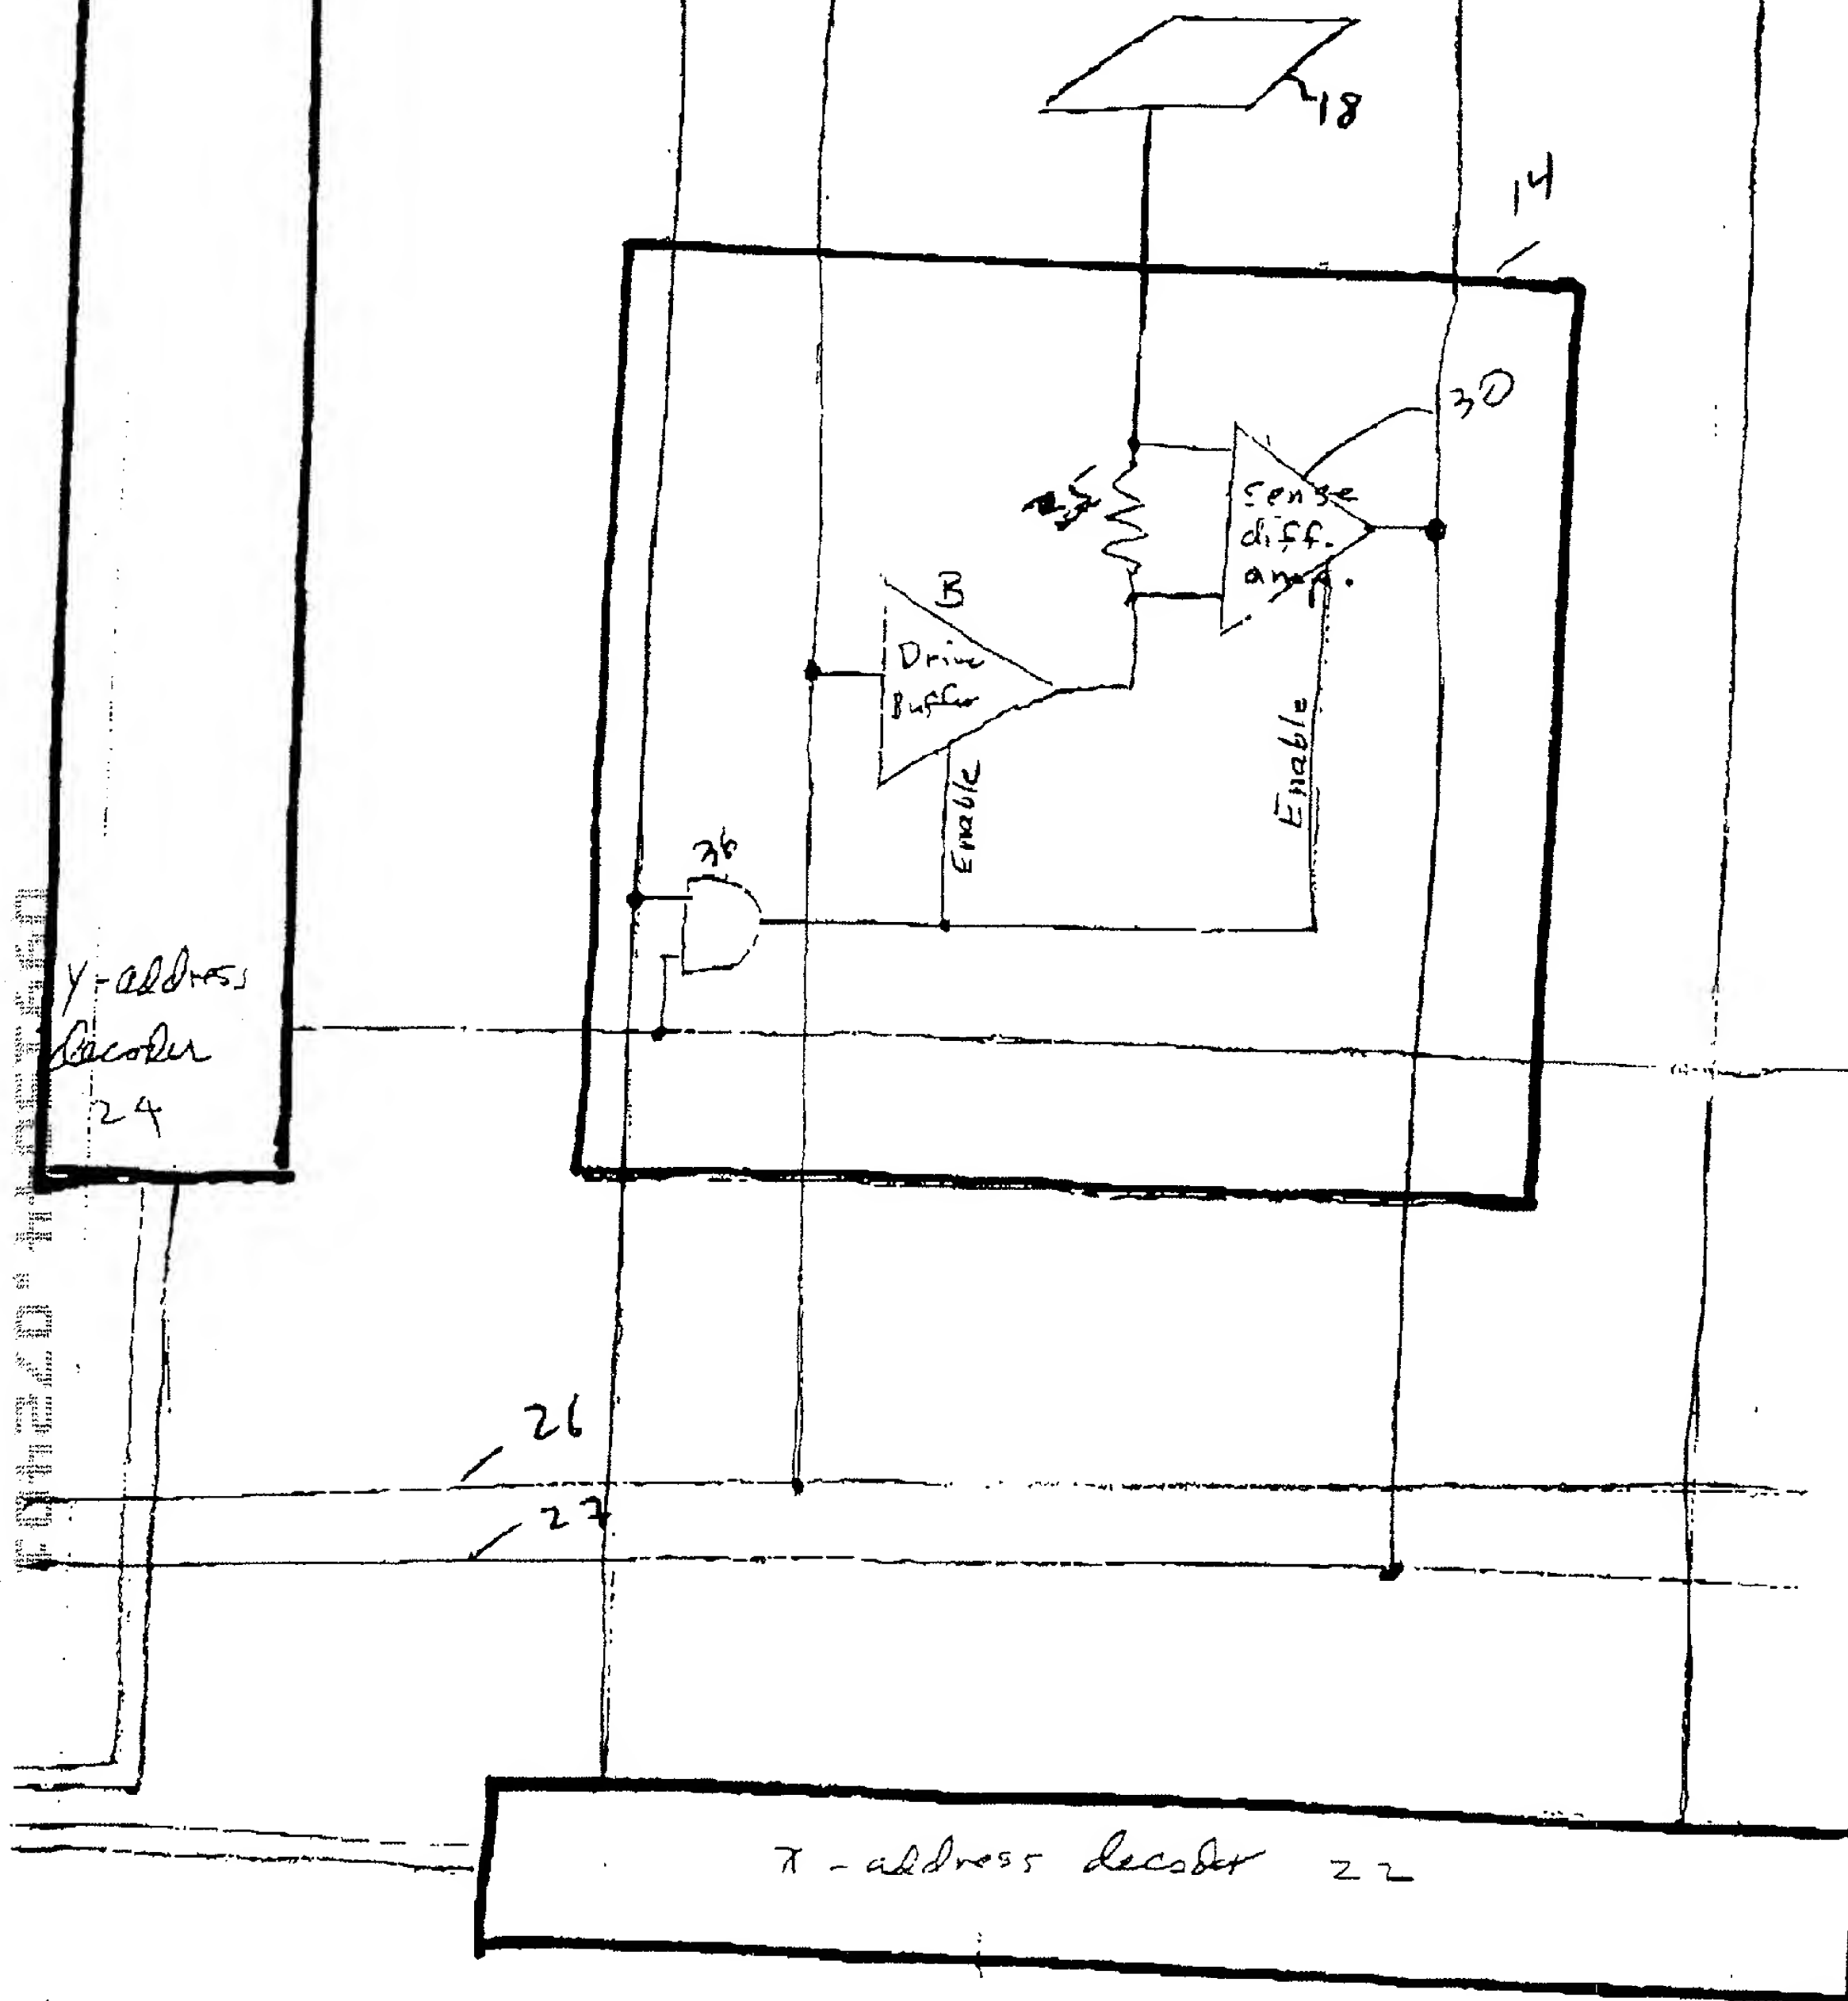 18
14
30
Sense
diff.
amp.
B
Drive
Buffer
Enable
Enable
36
Y-address
decoder
24
26
27
x-address decoder 22